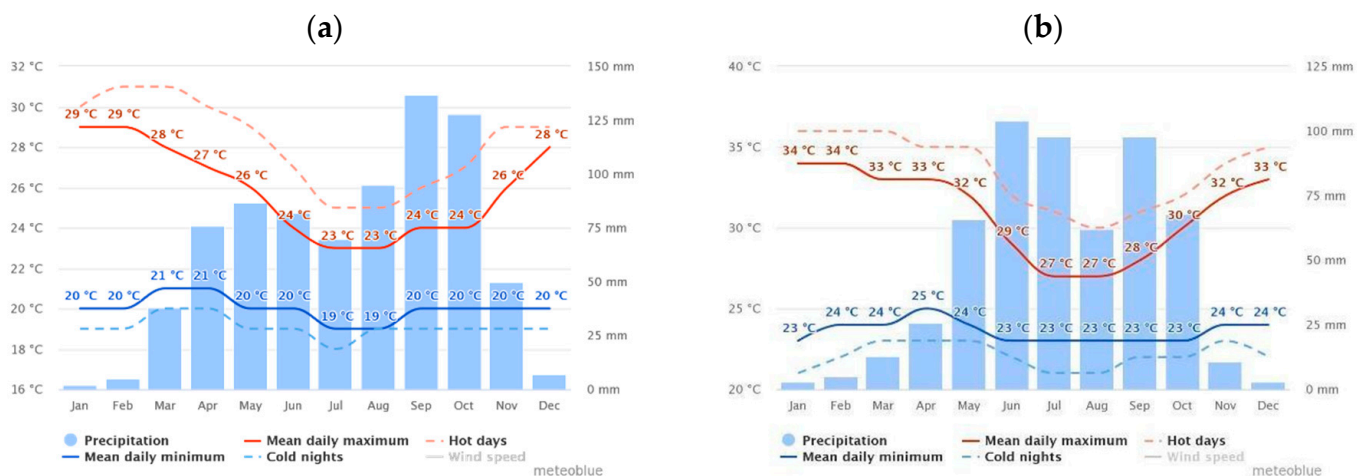 (a)
32 °C
30 °C
28 °C
26 °C
24 °C
22 °C
20 °C
18 °C
16 °C
150 mm
125 mm
100 mm
75 mm
50 mm
25 mm
0 mm
29 °C 29 °C 28 °C 27 °C 26 °C 24 °C 23 °C 23 °C 24 °C 24 °C 26 °C 28 °C
20 °C 20 °C 21 °C 21 °C 20 °C 20 °C 19 °C 19 °C 20 °C 20 °C 20 °C 20 °C
Jan Feb Mar Apr May Jun Jul Aug Sep Oct Nov Dec
Precipitation Mean daily maximum Hot days
Mean daily minimum Cold nights Wind speed
meteoblue
(b)
40 °C
35 °C
30 °C
25 °C
20 °C
125 mm
100 mm
75 mm
50 mm
25 mm
0 mm
34 °C 34 °C 33 °C 33 °C 32 °C 29 °C 27 °C 27 °C 28 °C 30 °C 32 °C 33 °C
23 °C 24 °C 24 °C 25 °C 24 °C 23 °C 23 °C 23 °C 23 °C 23 °C 24 °C 24 °C
Jan Feb Mar Apr May Jun Jul Aug Sep Oct Nov Dec
Precipitation Mean daily maximum Hot days
Mean daily minimum Cold nights Wind speed
meteoblue